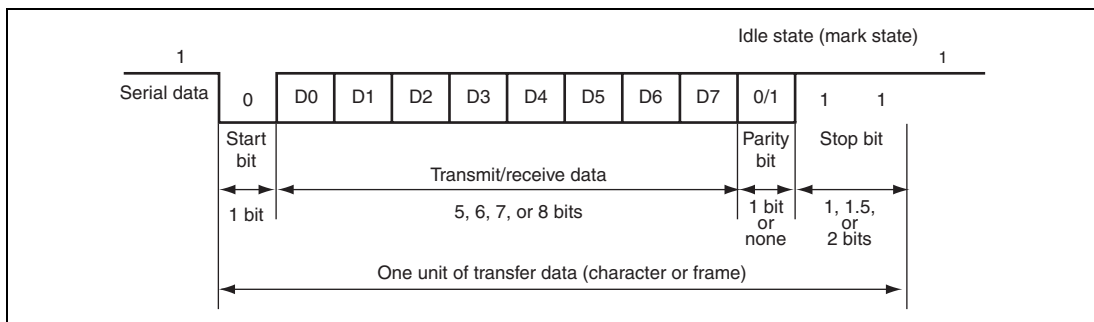 Idle state (mark state)
1
1
Serial data
0
D0
D1
D2
D3
D4
D5
D6
D7
0/1
1
1
Start
bit
Parity
bit
Stop bit
Transmit/receive data
1 bit
5, 6, 7, or 8 bits
1 bit
or
none
1, 1.5,
or
2 bits
One unit of transfer data (character or frame)